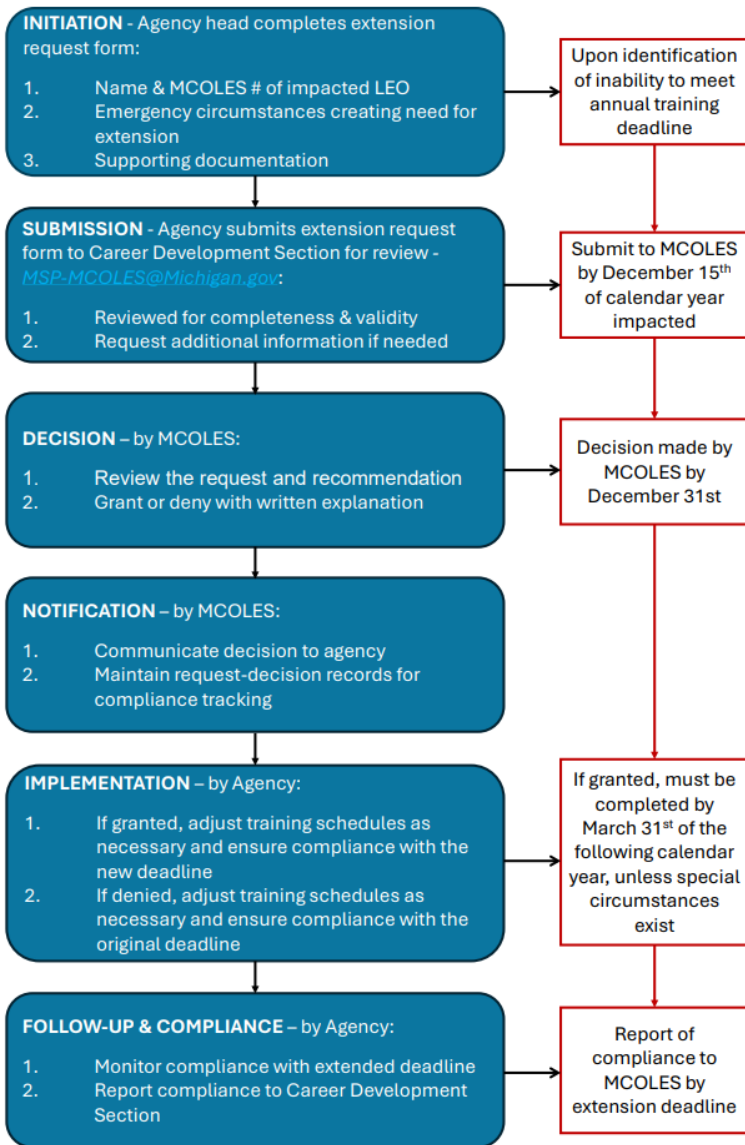 INITIATION - Agency head completes extension
request form:
1. Name & MCOLES # of impacted LEO
2. Emergency circumstances creating need for
extension
3. Supporting documentation
Upon identification
of inability to meet
annual training
deadline
SUBMISSION - Agency submits extension request
form to Career Development Section for review -
MSP-MCOLES@Michigan.gov:
1. Reviewed for completeness & validity
2. Request additional information if needed
Submit to MCOLES
by December 15th
of calendar year
impacted
DECISION – by MCOLES:
1. Review the request and recommendation
2. Grant or deny with written explanation
Decision made by
MCOLES by
December 31st
NOTIFICATION – by MCOLES:
1. Communicate decision to agency
2. Maintain request-decision records for
compliance tracking
IMPLEMENTATION – by Agency:
1. If granted, adjust training schedules as
necessary and ensure compliance with the
new deadline
2. If denied, adjust training schedules as
necessary and ensure compliance with the
original deadline
If granted, must be
completed by
March 31st of the
following calendar
year, unless special
circumstances
exist
FOLLOW-UP & COMPLIANCE – by Agency:
1. Monitor compliance with extended deadline
2. Report compliance to Career Development
Section
Report of
compliance to
MCOLES by
extension deadline